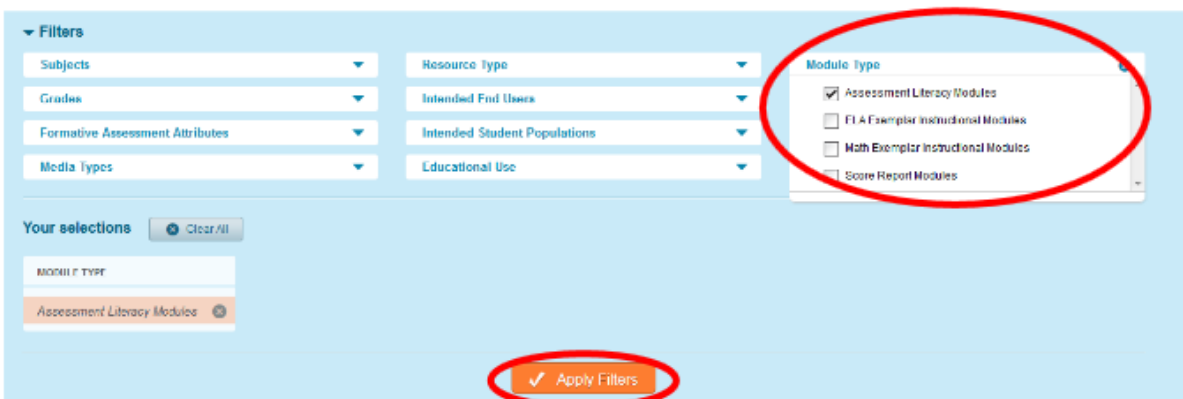 Filters
Subjects
Resource Type
Module Type
Grades
Intended End Users
Assessment Literacy Modules
Formative Assessment Attributes
Intended Student Populations
ELA Exemplar Instructional Modules
Media Types
Educational Use
Math Exemplar Instructional Modules
Score Report Modules
Your selections
Clear All
MODULE TYPE
Assessment Literacy Modules
Apply Filters